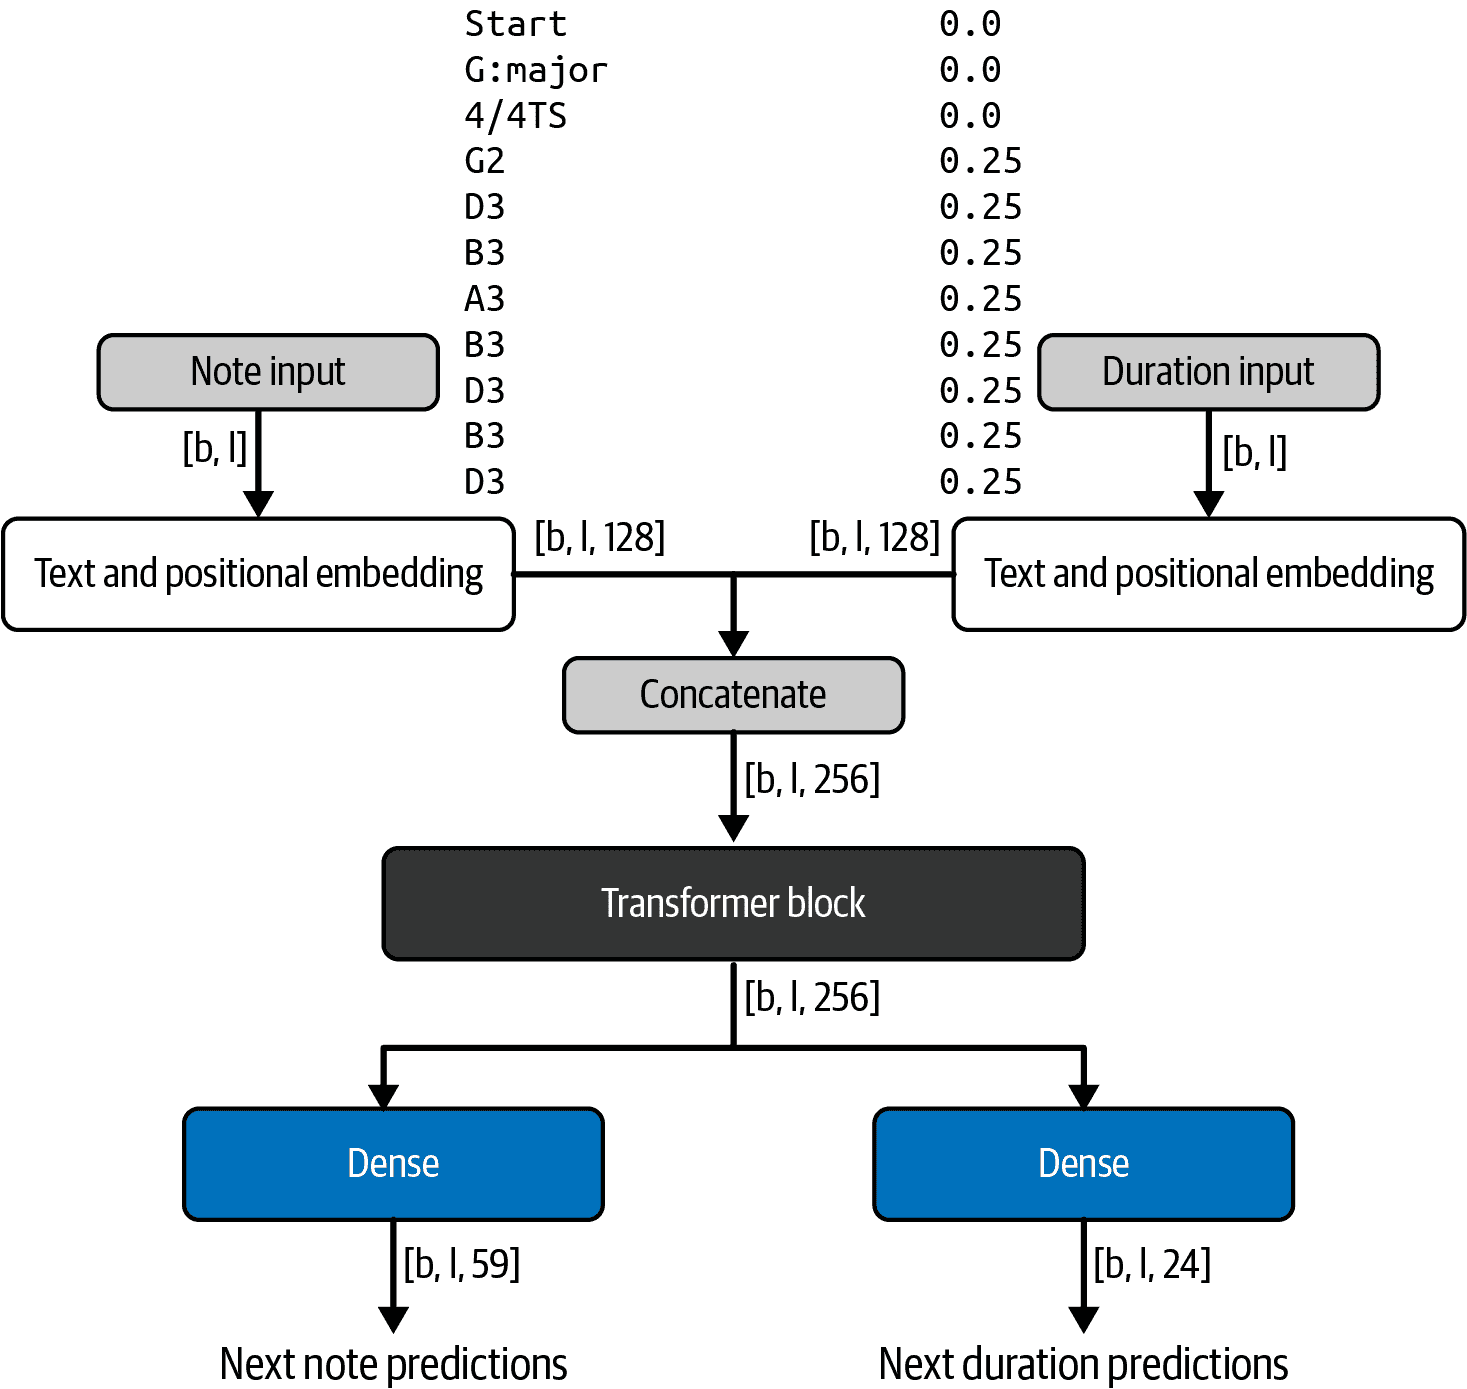 Start 0.0
G:major 0.0
4/4TS 0.0
G2 0.25
D3 0.25
B3 0.25
A3 0.25
B3 0.25
D3 0.25
B3 0.25
D3 0.25
Note input
Duration input
[b, l]
[b, l]
Text and positional embedding
[b, l, 128]
[b, l, 128]
Text and positional embedding
Concatenate
[b, l, 256]
Transformer block
[b, l, 256]
Dense
Dense
[b, l, 59]
[b, l, 24]
Next note predictions
Next duration predictions